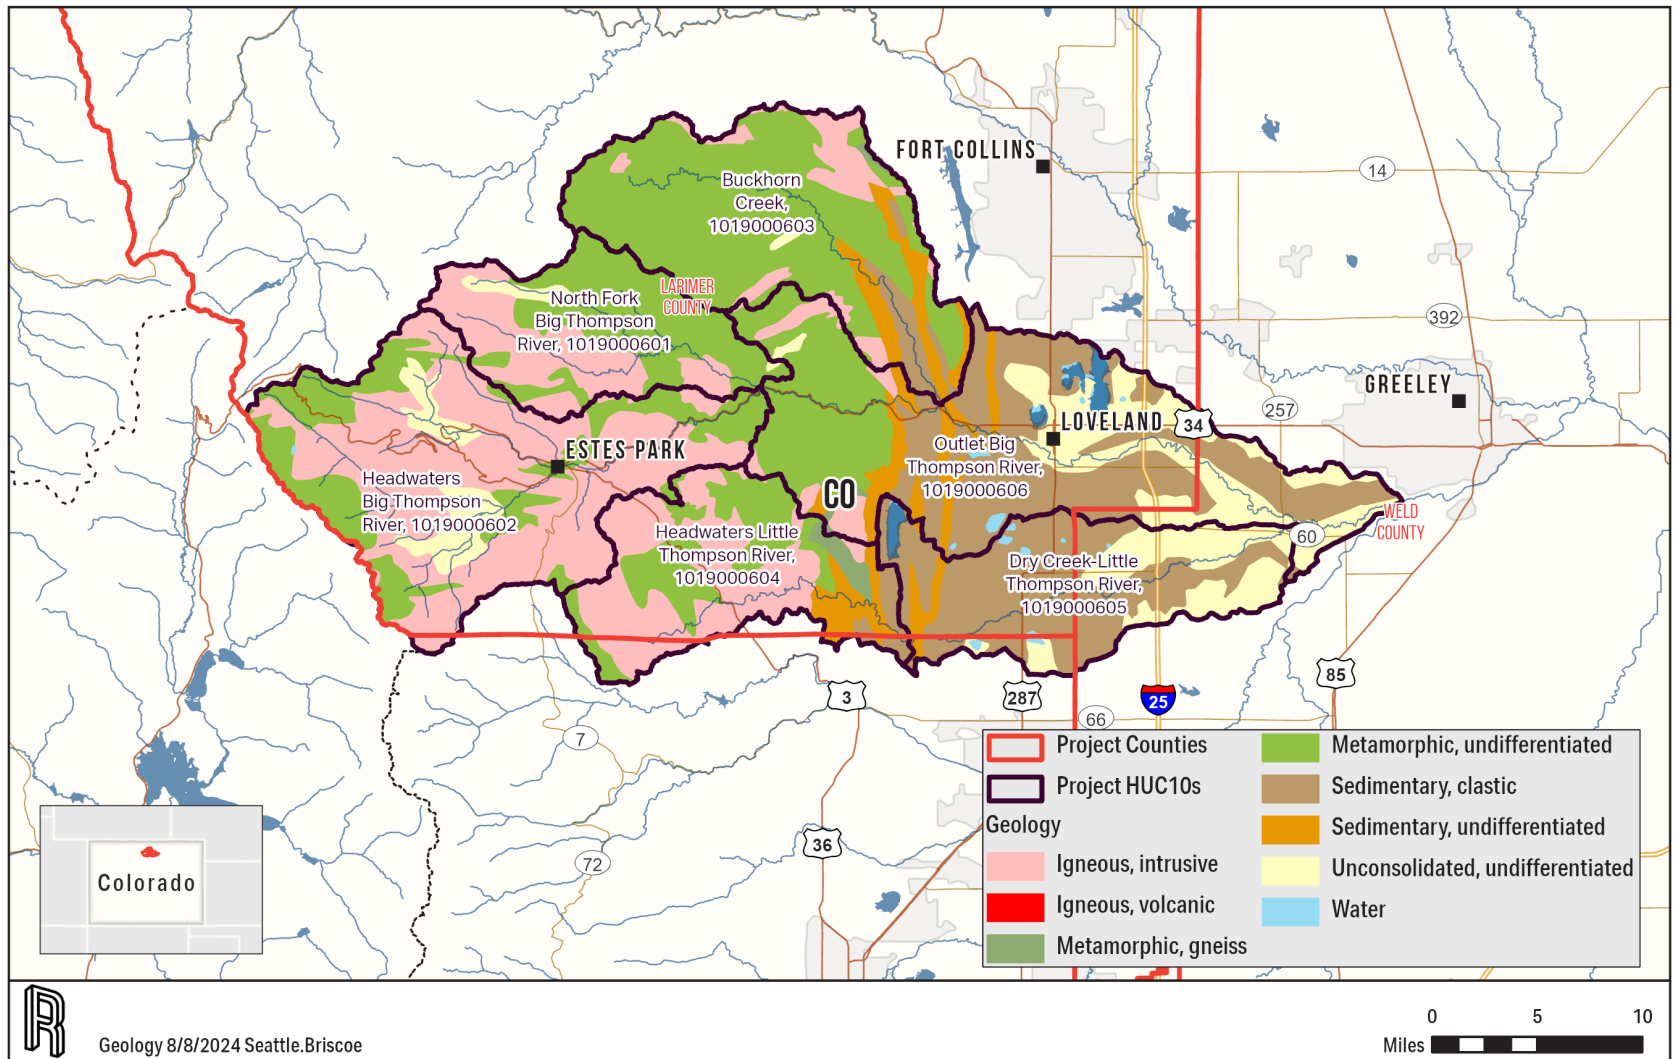 FORT COLLINS
14
Buckhorn
Creek,
1019000603
LARIMER
COUNTY
North Fork
Big Thompson
River, 1019000601
392
GREELEY
257
LOVELAND
34
ESTES PARK
Outlet Big
Thompson River,
1019000606
Headwaters
Big Thompson
River, 1019000602
CO
WELD
COUNTY
60
Headwaters Little
Thompson River,
1019000604
Dry Creek-Little
Thompson River,
1019000605
3
287
25
85
66
7
36
72
Project Counties
Project HUC10s
Geology
Igneous, intrusive
Igneous, volcanic
Metamorphic, gneiss
Metamorphic, undifferentiated
Sedimentary, clastic
Sedimentary, undifferentiated
Unconsolidated, undifferentiated
Water
Colorado
R
Geology 8/8/2024 Seattle.Briscoe
0 5 10
Miles